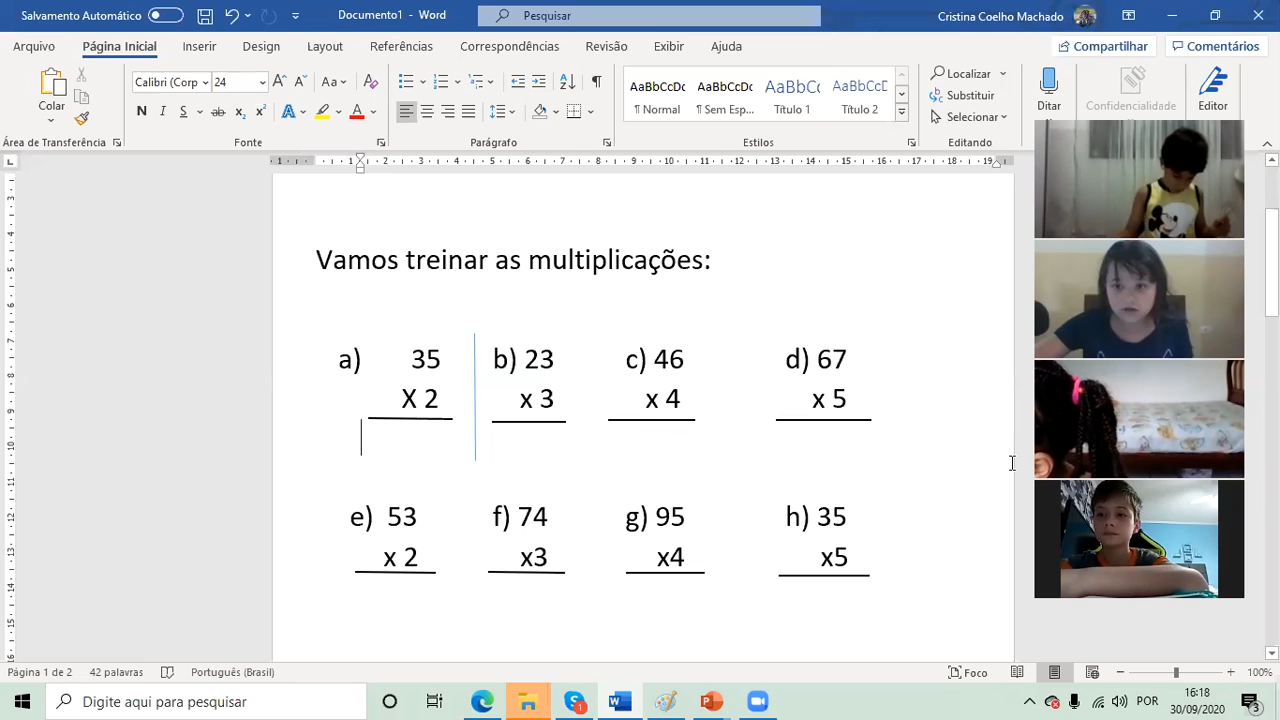 Salvamento Automático
Documento1 - Word
Pesquisar
Cristina Coelho Machado
Arquivo Página Inicial Inserir Design Layout Referências Correspondências Revisão Exibir Ajuda
Compartilhar Comentários
Colar
Calibri (Corp 24
N I S ab x₂ x²
AaBbCcDc AaBbCcDc AaBbCc AaBbCcD
¶ Normal ¶ Sem Esp... Título 1 Título 2
Localizar
Substituir
Selecionar
Ditar
Confidencialidade
Editor
Área de Transferência Fonte Parágrafo Estilos Editando
Vamos treinar as multiplicações:
a) 35 b) 23 c) 46 d) 67
X 2 x 3 x 4 x 5
e) 53 f) 74 g) 95 h) 35
x 2 x3 x4 x5
Página 1 de 2 42 palavras Português (Brasil)
Foco
100%
Digite aqui para pesquisar
POR
16:18
30/09/2020